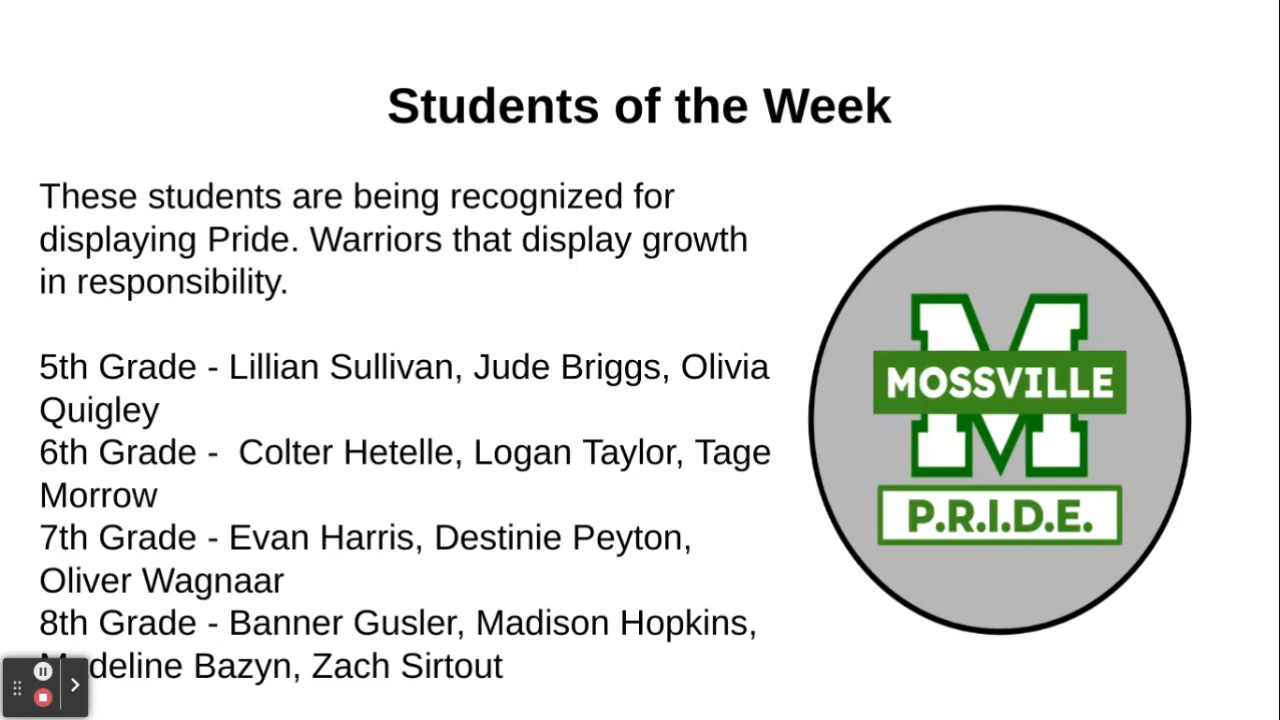 Students of the Week
These students are being recognized for
displaying Pride. Warriors that display growth
in responsibility.
5th Grade - Lillian Sullivan, Jude Briggs, Olivia
Quigley
6th Grade -  Colter Hetelle, Logan Taylor, Tage
Morrow
7th Grade - Evan Harris, Destinie Peyton,
Oliver Wagnaar
8th Grade - Banner Gusler, Madison Hopkins,
Bazyn, Zach Sirtout
M
MOSSVILLE
P.R.I.D.E.